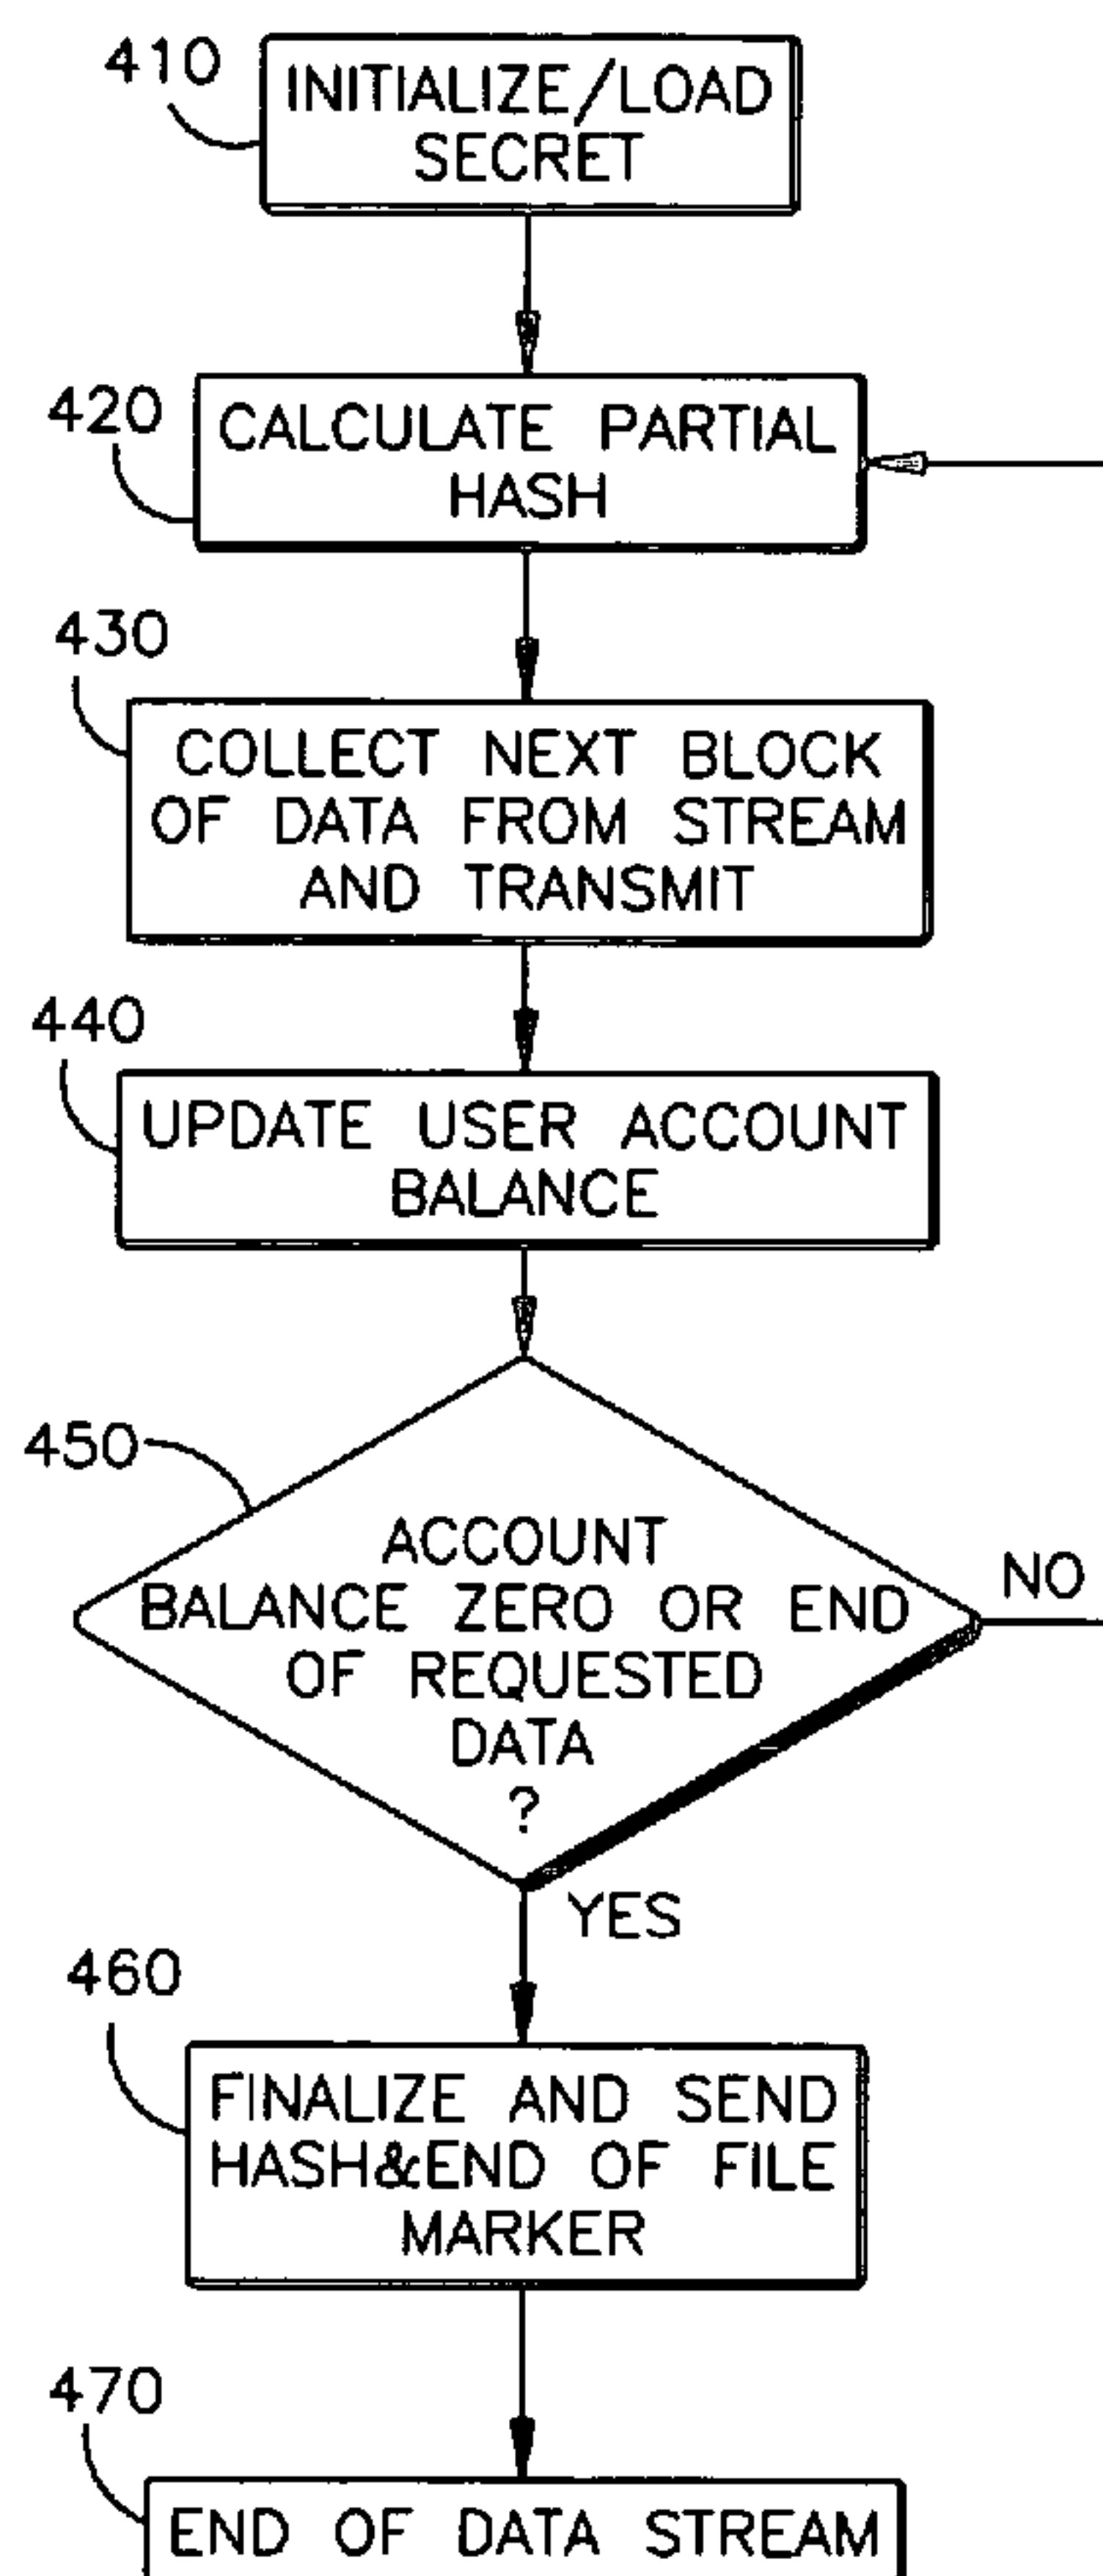 410
INITIALIZE/LOAD
SECRET
420
CALCULATE PARTIAL
HASH
430
COLLECT NEXT BLOCK
OF DATA FROM STREAM
AND TRANSMIT
440
UPDATE USER ACCOUNT
BALANCE
450
ACCOUNT
BALANCE ZERO OR END
OF REQUESTED
DATA
?
NO
YES
460
FINALIZE AND SEND
HASH&END OF FILE
MARKER
470
END OF DATA STREAM